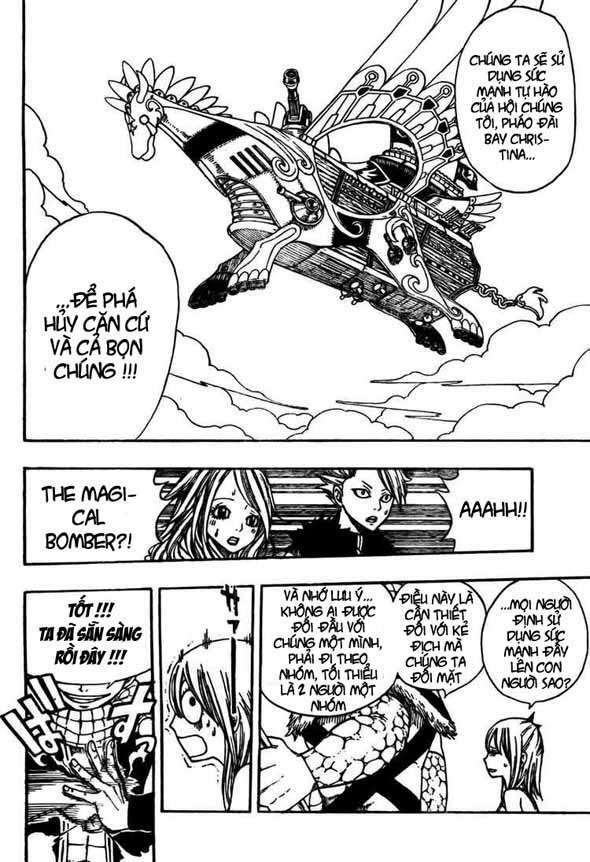 CHÚNG TA SẼ SỬ
DỤNG SỨC
MẠNH TỰ HÀO
CỦA HỘI CHÚNG
TÔI, PHÁO ĐÀI
BAY CHRIS-
TINA...
...ĐỂ PHÁ
HỦY CĂN CỨ
VÀ CẢ BỌN
CHÚNG !!!
AAAHH!!
THE MAGI-
CAL
BOMBER?!
...MỌI NGƯỜI
ĐỊNH SỬ
DỤNG SỨC
MẠNH ĐẤY
LÊN CON
NGƯỜI SAO?
ĐIỀU NÀY LÀ
CẦN THIẾT
ĐỐI VỚI KẺ
ĐỊCH MÀ
CHÚNG TA
ĐỐI MẶT
VÀ NHỚ LƯU Ý...
KHÔNG AI ĐƯỢC
ĐỐI ĐẦU VỚI
CHÚNG MỘT MÌNH,
PHẢI ĐI THEO
NHÓM, TỐI THIỂU
LÀ 2 NGƯỜI MỘT
NHÓM
TỐT !!!
TA ĐÃ SẴN SÀNG
RỒI ĐÂY !!!